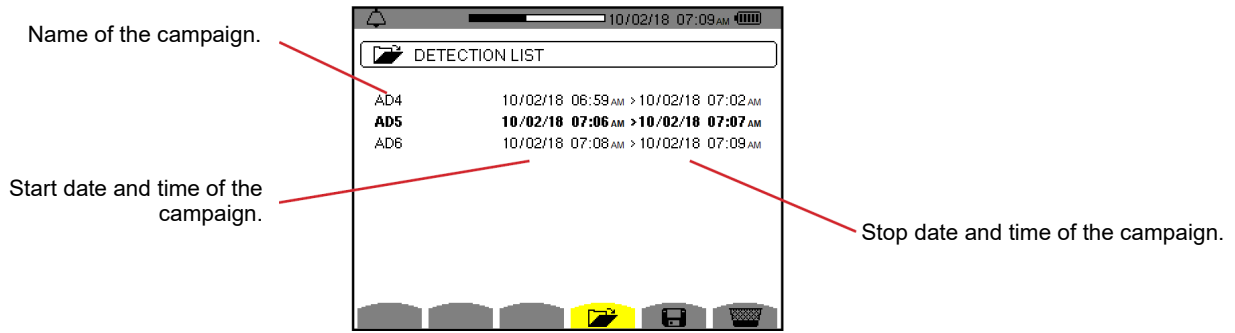 10/02/18 07:09AM
Name of the campaign.
DETECTION LIST
AD4 10/02/18 06:59AM > 10/02/18 07:02AM
AD5 10/02/18 07:06AM > 10/02/18 07:07AM
AD6 10/02/18 07:08AM > 10/02/18 07:09AM
Start date and time of the
campaign.
Stop date and time of the campaign.